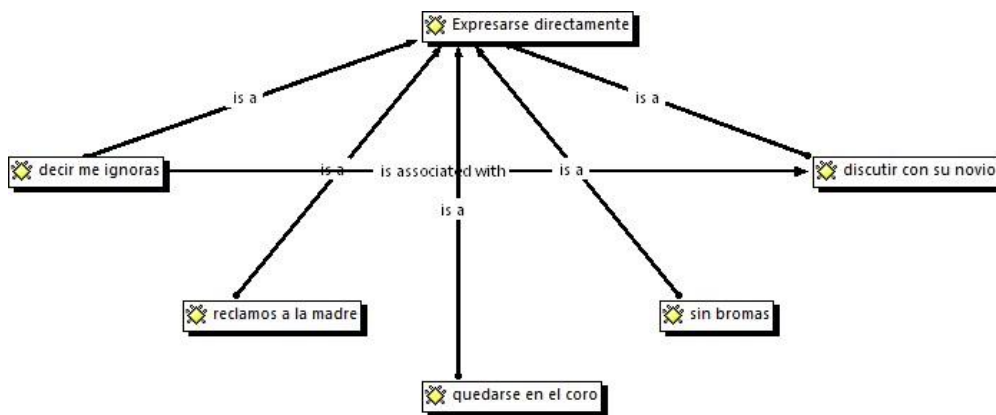 Expresarse directamente
is a
is a
decir me ignoras
is a
is associated with
is a
discutir con su novio
is a
reclamos a la madre
sin bromas
quedarse en el coro